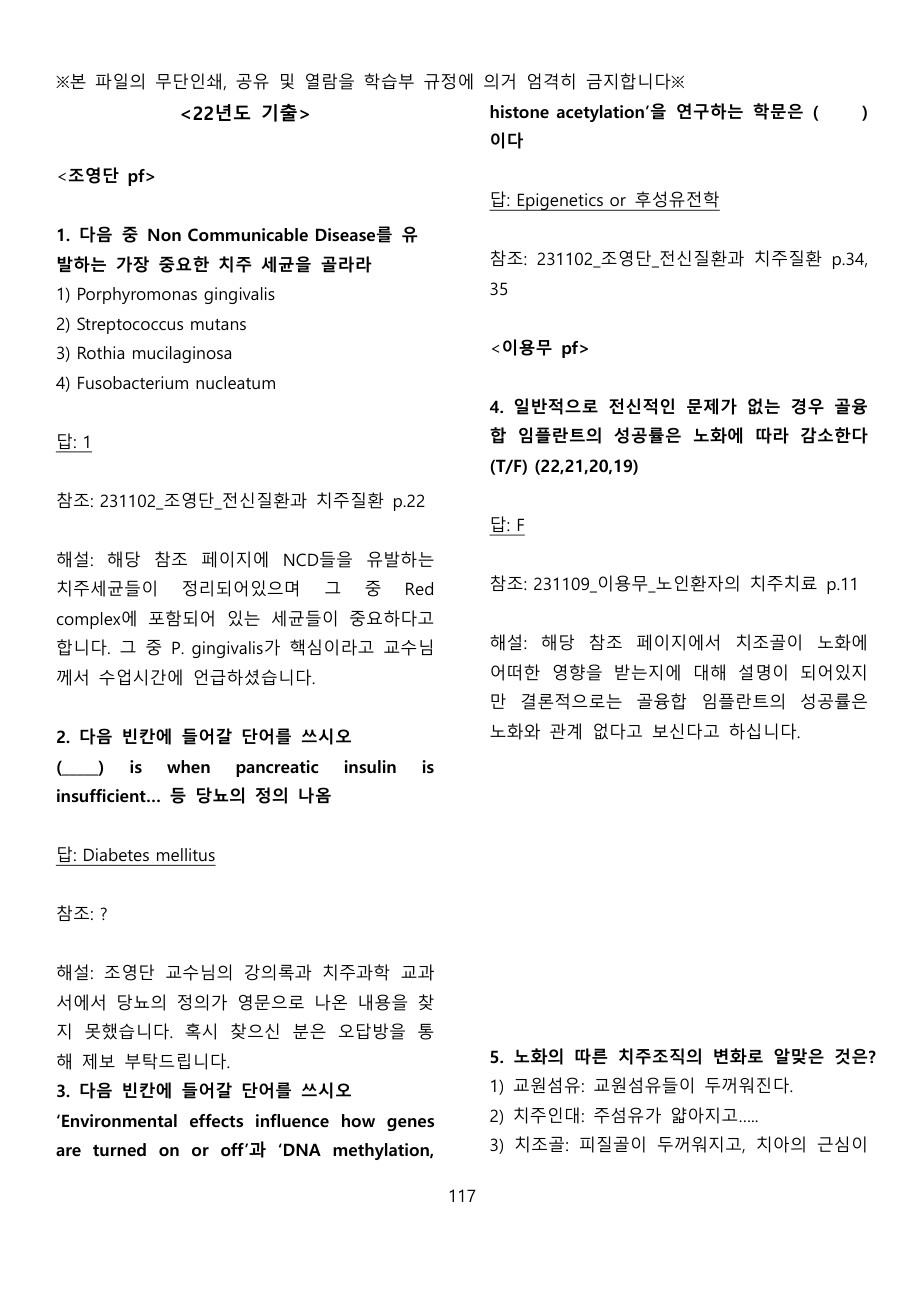 ※본 파일의 무단인쇄, 공유 및 열람을 학습부 규정에 의거 엄격히 금지합니다※
<22년도 기출>
<조영단 pf>
1. 다음 중 Non Communicable Disease를 유
발하는 가장 중요한 치주 세균을 골라라
1) Porphyromonas gingivalis
2) Streptococcus mutans
3) Rothia mucilaginosa
4) Fusobacterium nucleatum
답: 1
참조: 231102_조영단_전신질환과 치주질환 p.22
해설: 해당 참조 페이지에 NCD들을 유발하는
치주세균들이 정리되어있으며 그 중 Red
complex에 포함되어 있는 세균들이 중요하다고
합니다. 그 중 P. gingivalis가 핵심이라고 교수님
께서 수업시간에 언급하셨습니다.
2. 다음 빈칸에 들어갈 단어를 쓰시오
(_____) is when pancreatic insulin is
insufficient... 등 당뇨의 정의 나옴
답: Diabetes mellitus
참조: ?
해설: 조영단 교수님의 강의록과 치주과학 교과
서에서 당뇨의 정의가 영문으로 나온 내용을 찾
지 못했습니다. 혹시 찾으신 분은 오답방을 통
해 제보 부탁드립니다.
3. 다음 빈칸에 들어갈 단어를 쓰시오
‘Environmental effects influence how genes
are turned on or off’과 ‘DNA methylation,
histone acetylation’을 연구하는 학문은 (    )
이다
답: Epigenetics or 후성유전학
참조: 231102_조영단_전신질환과 치주질환 p.34,
35
<이용무 pf>
4. 일반적으로 전신적인 문제가 없는 경우 골융
합 임플란트의 성공률은 노화에 따라 감소한다
(T/F) (22,21,20,19)
답: F
참조: 231109_이용무_노인환자의 치주치료 p.11
해설: 해당 참조 페이지에서 치조골이 노화에
어떠한 영향을 받는지에 대해 설명이 되어있지
만 결론적으로는 골융합 임플란트의 성공률은
노화와 관계 없다고 보신다고 하십니다.
5. 노화의 따른 치주조직의 변화로 알맞은 것은?
1) 교원섬유: 교원섬유들이 두꺼워진다.
2) 치주인대: 주섬유가 얇아지고.....
3) 치조골: 피질골이 두꺼워지고, 치아의 근심이
117